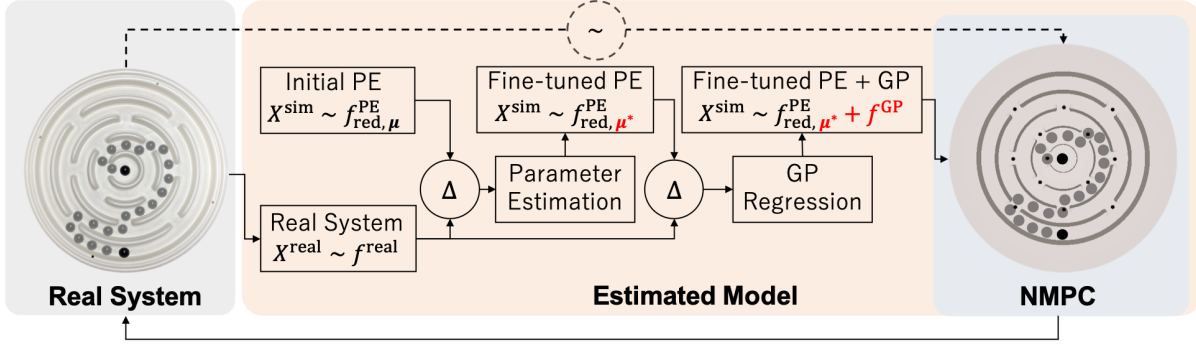 ~
Initial PE
X^sim ~ f^PE_red, μ
Fine-tuned PE
X^sim ~ f^PE_red, μ*
Fine-tuned PE + GP
X^sim ~ f^PE_red, μ* + f^GP
Δ
Parameter
Estimation
Δ
GP
Regression
Real System
X^real ~ f^real
Real System
Estimated Model
NMPC